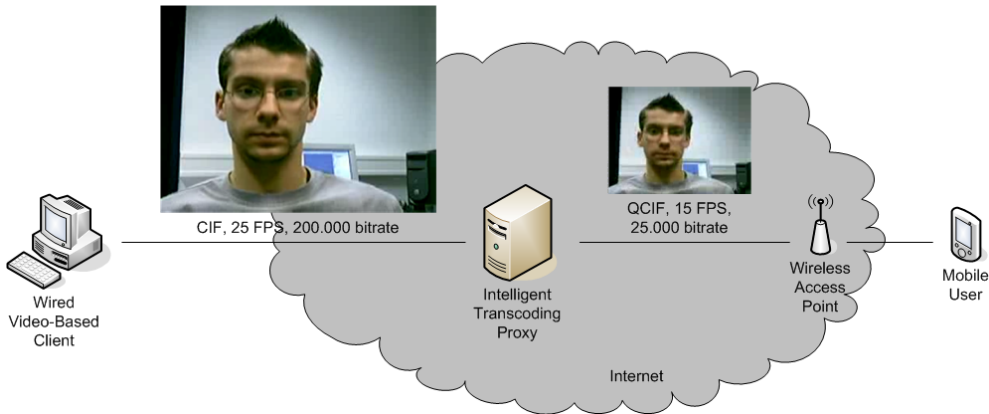 CIF, 25 FPS, 200.000 bitrate
QCIF, 15 FPS,
25.000 bitrate
Wired
Video-Based
Client
Intelligent
Transcoding
Proxy
Wireless
Access
Point
Mobile
User
Internet